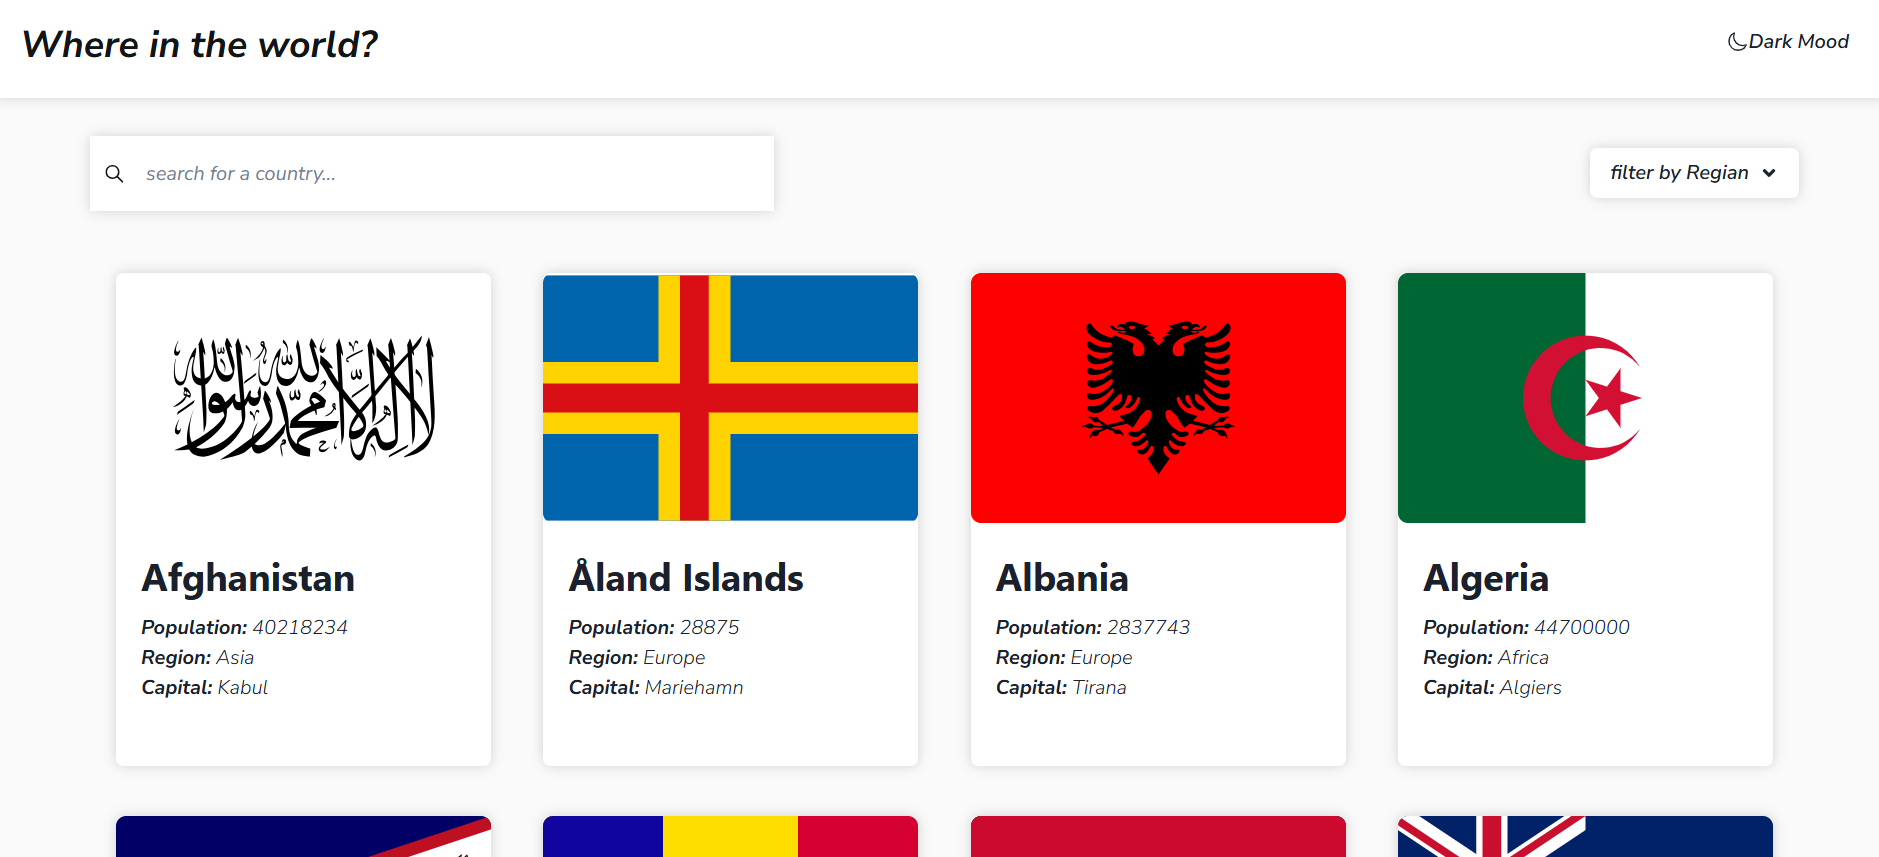 Where in the world?
Dark Mood
search for a country...
filter by Regian
لا إله إلا الله محمد رسول الله
Afghanistan
Population: 40218234
Region: Asia
Capital: Kabul
Åland Islands
Population: 28875
Region: Europe
Capital: Mariehamn
Albania
Population: 2837743
Region: Europe
Capital: Tirana
Algeria
Population: 44700000
Region: Africa
Capital: Algiers